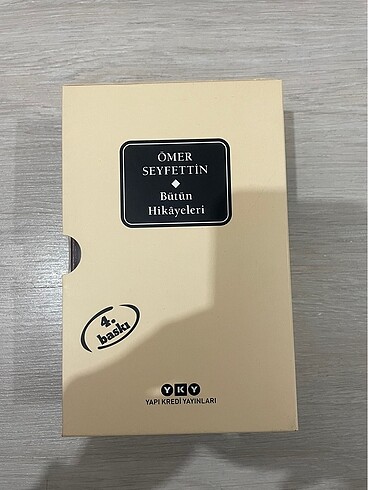 ÖMER
SEYFETTİN
Bütün
Hikâyeleri
4.
baskı
YKY
YAPI KREDİ YAYINLARI